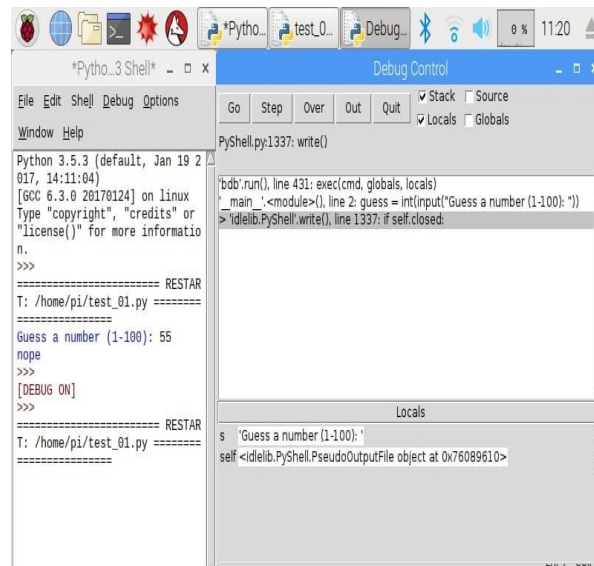 *Pytho... test_0... Debug... 0 % 11:20
*Pytho...3 Shell*
File Edit Shell Debug Options
Window Help
Python 3.5.3 (default, Jan 19 2
017, 14:11:04)
[GCC 6.3.0 20170124] on linux
Type "copyright", "credits" or
"license()" for more informatio
n.
>>>
======================== RESTAR
T: /home/pi/test_01.py ========
================
Guess a number (1-100): 55
nope
>>>
[DEBUG ON]
>>>
======================== RESTAR
T: /home/pi/test_01.py ========
================
Debug Control
Go Step Over Out Quit Stack Source
Locals Globals
PyShell.py:1337: write()
'bdb'.run(), line 431: exec(cmd, globals, locals)
'__main__'.<module>(), line 2: guess = int(input("Guess a number (1-100): "))
> 'idlelib.PyShell'.write(), line 1337: if self.closed:
Locals
s 'Guess a number (1-100): '
self <idlelib.PyShell.PseudoOutputFile object at 0x76089610>